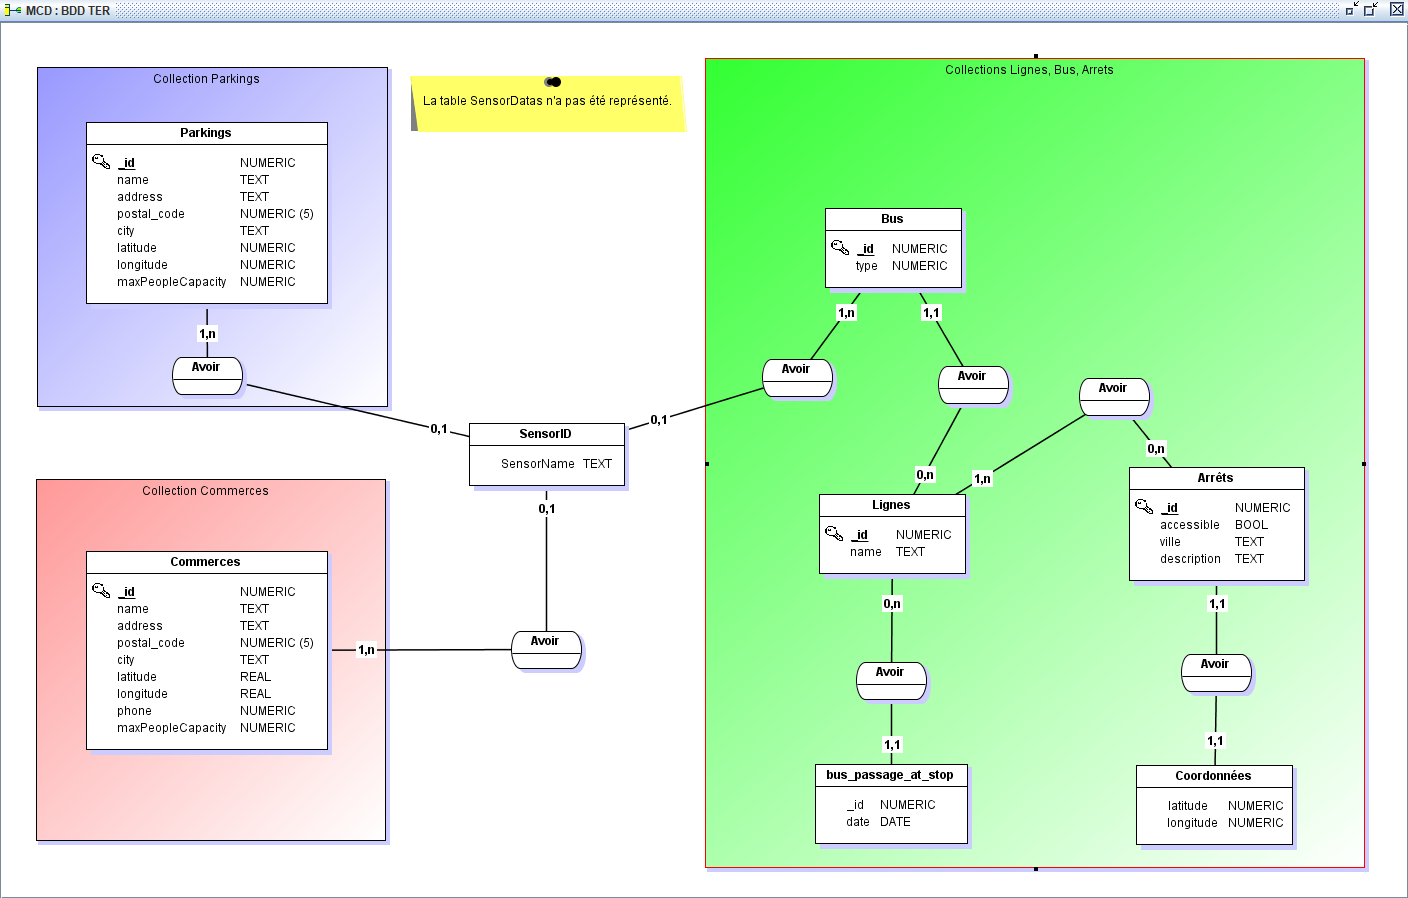 MCD : BDD TER
Collection Parkings
Parkings
_id NUMERIC
name TEXT
address TEXT
postal_code NUMERIC (5)
city TEXT
latitude NUMERIC
longitude NUMERIC
maxPeopleCapacity NUMERIC
1,n
Avoir
La table SensorDatas n'a pas été représenté.
0,1
SensorID
SensorName TEXT
0,1
0,1
Collection Commerces
Commerces
_id NUMERIC
name TEXT
address TEXT
postal_code NUMERIC (5)
city TEXT
latitude REAL
longitude REAL
phone NUMERIC
maxPeopleCapacity NUMERIC
1,n
Avoir
Collections Lignes, Bus, Arrets
Bus
_id NUMERIC
type NUMERIC
1,n
1,1
Avoir
Avoir
Avoir
0,n
1,n
0,n
Lignes
_id NUMERIC
name TEXT
Arrêts
_id NUMERIC
accessible BOOL
ville TEXT
description TEXT
0,n
1,1
Avoir
Avoir
1,1
1,1
bus_passage_at_stop
_id NUMERIC
date DATE
Coordonnées
latitude NUMERIC
longitude NUMERIC